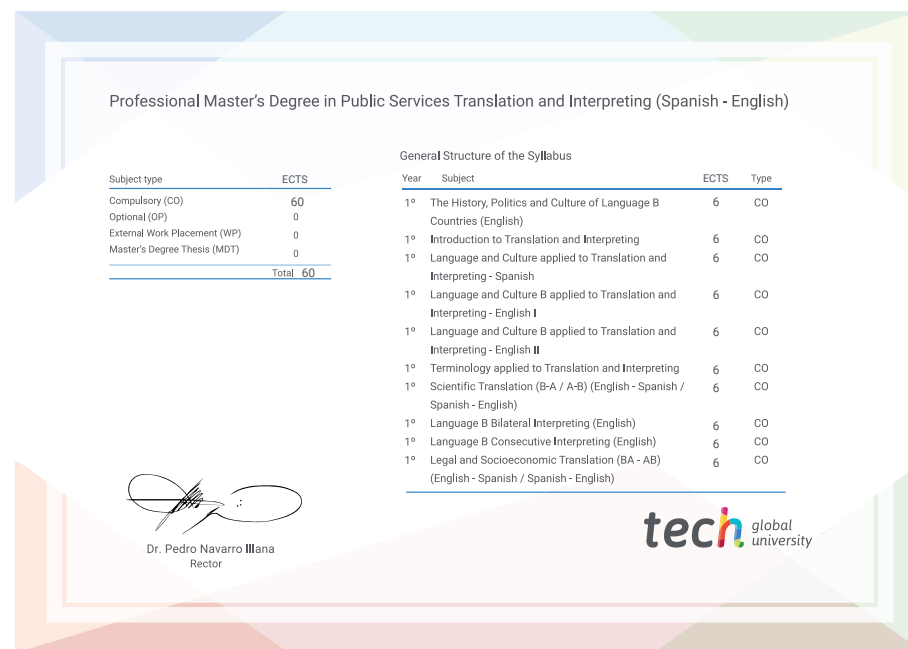 Professional Master's Degree in Public Services Translation and Interpreting (Spanish - English)
Subject type ECTS
Compulsory (CO) 60
Optional (OP) 0
External Work Placement (WP) 0
Master's Degree Thesis (MDT) 0
Total 60
General Structure of the Syllabus
Year Subject ECTS Type
1º The History, Politics and Culture of Language B 6 CO
Countries (English)
1º Introduction to Translation and Interpreting 6 CO
1º Language and Culture applied to Translation and 6 CO
Interpreting - Spanish
1º Language and Culture B applied to Translation and 6 CO
Interpreting - English I
1º Language and Culture B applied to Translation and 6 CO
Interpreting - English II
1º Terminology applied to Translation and Interpreting 6 CO
1º Scientific Translation (B-A / A-B) (English - Spanish / 6 CO
Spanish - English)
1º Language B Bilateral Interpreting (English) 6 CO
1º Language B Consecutive Interpreting (English) 6 CO
1º Legal and Socioeconomic Translation (BA - AB) 6 CO
(English - Spanish / Spanish - English)
Dr. Pedro Navarro Illana
Rector
tech global
university